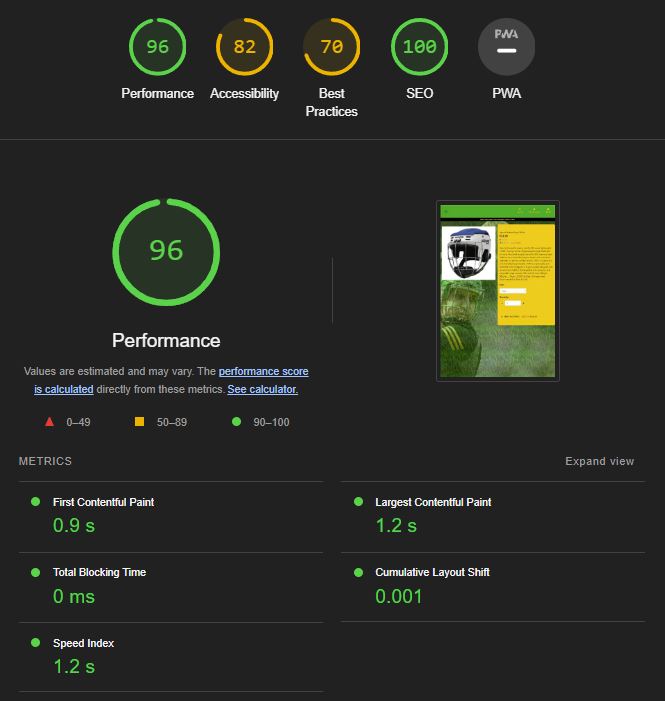 96
82
70
100
PWA
Performance
Accessibility
Best
Practices
SEO
PWA
96
Performance
Values are estimated and may vary. The performance score
is calculated directly from these metrics. See calculator.
0–49
50–89
90–100
METRICS
Expand view
First Contentful Paint
0.9 s
Largest Contentful Paint
1.2 s
Total Blocking Time
0 ms
Cumulative Layout Shift
0.001
Speed Index
1.2 s